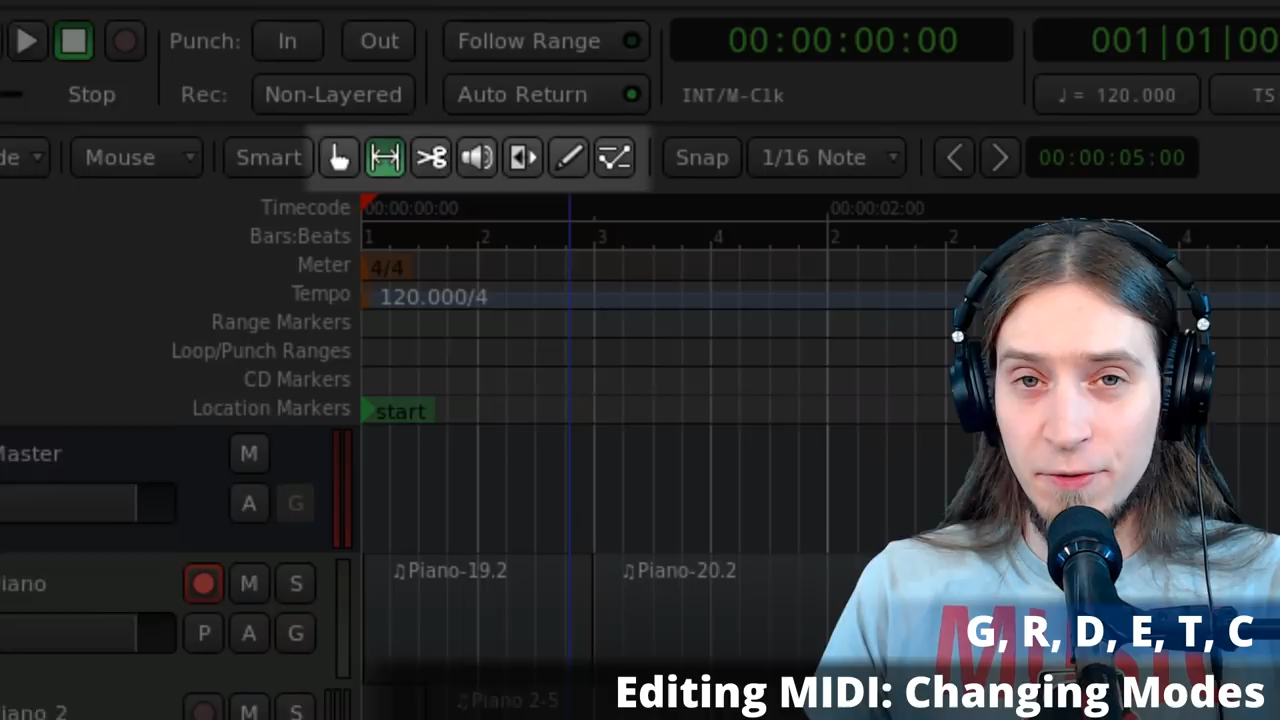 Punch: In Out Follow Range 00:00:00:00 001|01|00
Stop Rec: Non-Layered Auto Return INT/M-Clk ♩ = 120.000 TS
de Mouse Smart Snap 1/16 Note 00:00:05:00
Timecode 00:00:00:00 00:00:02:00
Bars:Beats 1 2 3 4 2 2 4
Meter 4/4
Tempo 120.000/4
Range Markers
Loop/Punch Ranges
CD Markers
Location Markers start
Master M
A G
iano M S ♫Piano-19.2 ♫Piano-20.2
P A G
iano 2 M S ♫Piano 2-5
G, R, D, E, T, C
Editing MIDI: Changing Modes